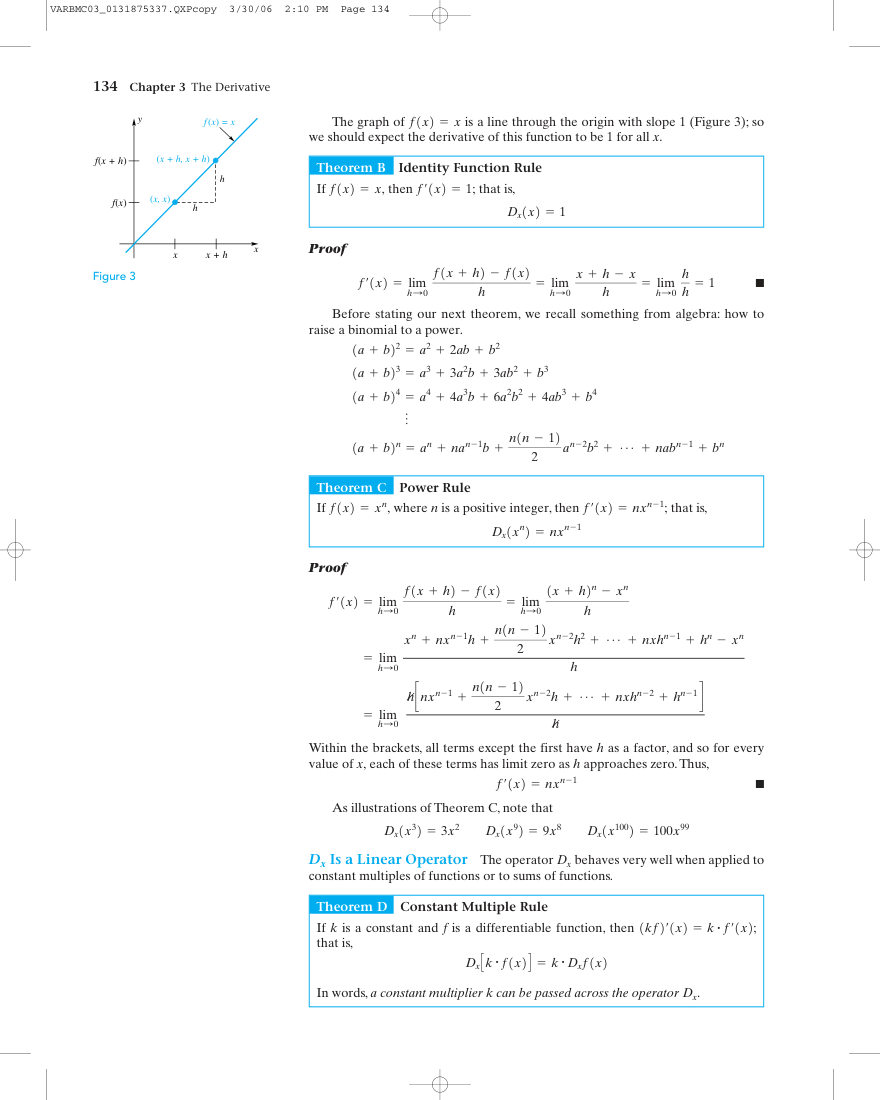 VARBMC03_0131875337.QXPcopy 3/30/06 2:10 PM Page 134
134 Chapter 3 The Derivative
y
f(x) = x
f(x + h)
(x + h, x + h)
h
f(x)
(x, x)
h
x
x + h
x
Figure 3
The graph of f(x) = x is a line through the origin with slope 1 (Figure 3); so
we should expect the derivative of this function to be 1 for all x.
Theorem B Identity Function Rule
If f(x) = x, then f′(x) = 1; that is,
Dₓ(x) = 1
Proof
f′(x) = lim_{h→0} \frac{f(x + h) − f(x)}{h} = lim_{h→0} \frac{x + h − x}{h} = lim_{h→0} \frac{h}{h} = 1 ■
Before stating our next theorem, we recall something from algebra: how to
raise a binomial to a power.
(a + b)² = a² + 2ab + b²
(a + b)³ = a³ + 3a²b + 3ab² + b³
(a + b)⁴ = a⁴ + 4a³b + 6a²b² + 4ab³ + b⁴
⋮
(a + b)ⁿ = aⁿ + naⁿ⁻¹b + \frac{n(n − 1)}{2} aⁿ⁻²b² + ⋯ + nabⁿ⁻¹ + bⁿ
Theorem C Power Rule
If f(x) = xⁿ, where n is a positive integer, then f′(x) = nxⁿ⁻¹; that is,
Dₓ(xⁿ) = nxⁿ⁻¹
Proof
f′(x) = lim_{h→0} \frac{f(x + h) − f(x)}{h} = lim_{h→0} \frac{(x + h)ⁿ − xⁿ}{h}
= lim_{h→0} \frac{xⁿ + nxⁿ⁻¹h + \frac{n(n − 1)}{2} xⁿ⁻²h² + ⋯ + nxhⁿ⁻¹ + hⁿ − xⁿ}{h}
= lim_{h→0} \frac{h[nxⁿ⁻¹ + \frac{n(n − 1)}{2} xⁿ⁻²h + ⋯ + nxhⁿ⁻² + hⁿ⁻¹]}{h}
Within the brackets, all terms except the first have h as a factor, and so for every
value of x, each of these terms has limit zero as h approaches zero. Thus,
f′(x) = nxⁿ⁻¹ ■
As illustrations of Theorem C, note that
Dₓ(x³) = 3x² Dₓ(x⁹) = 9x⁸ Dₓ(x¹⁰⁰) = 100x⁹⁹
Dₓ Is a Linear Operator The operator Dₓ behaves very well when applied to
constant multiples of functions or to sums of functions.
Theorem D Constant Multiple Rule
If k is a constant and f is a differentiable function, then (kf)′(x) = k · f′(x);
that is,
Dₓ[k · f(x)] = k · Dₓf(x)
In words, a constant multiplier k can be passed across the operator Dₓ.